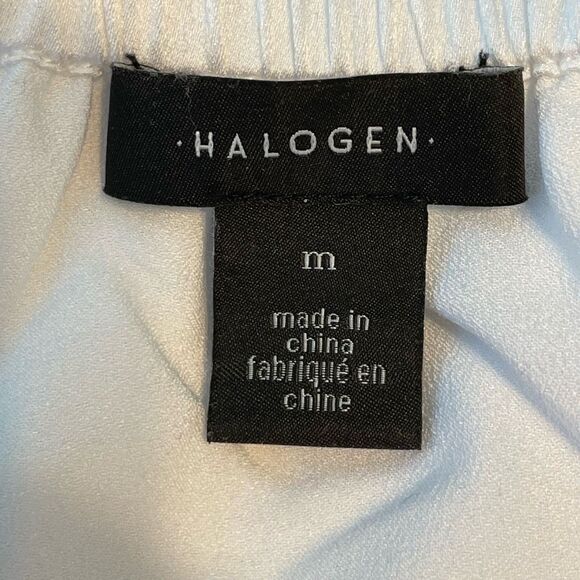 ·HALOGEN·
m
made in
china
fabriqué en
chine